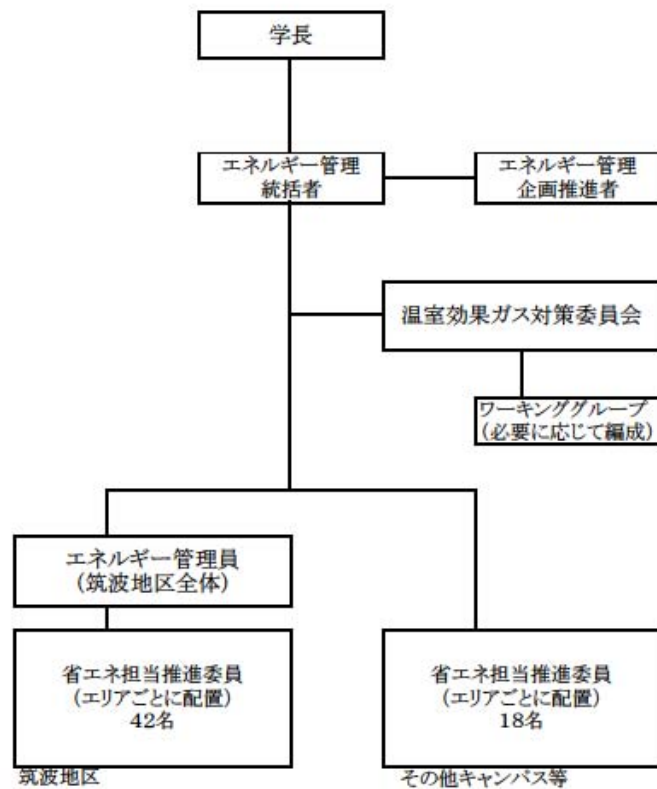 学長
エネルギー管理
統括者
エネルギー管理
企画推進者
温室効果ガス対策委員会
ワーキンググループ
(必要に応じて編成)
エネルギー管理員
(筑波地区全体)
省エネ担当推進委員
(エリアごとに配置)
42名
筑波地区
省エネ担当推進委員
(エリアごとに配置)
18名
その他キャンパス等